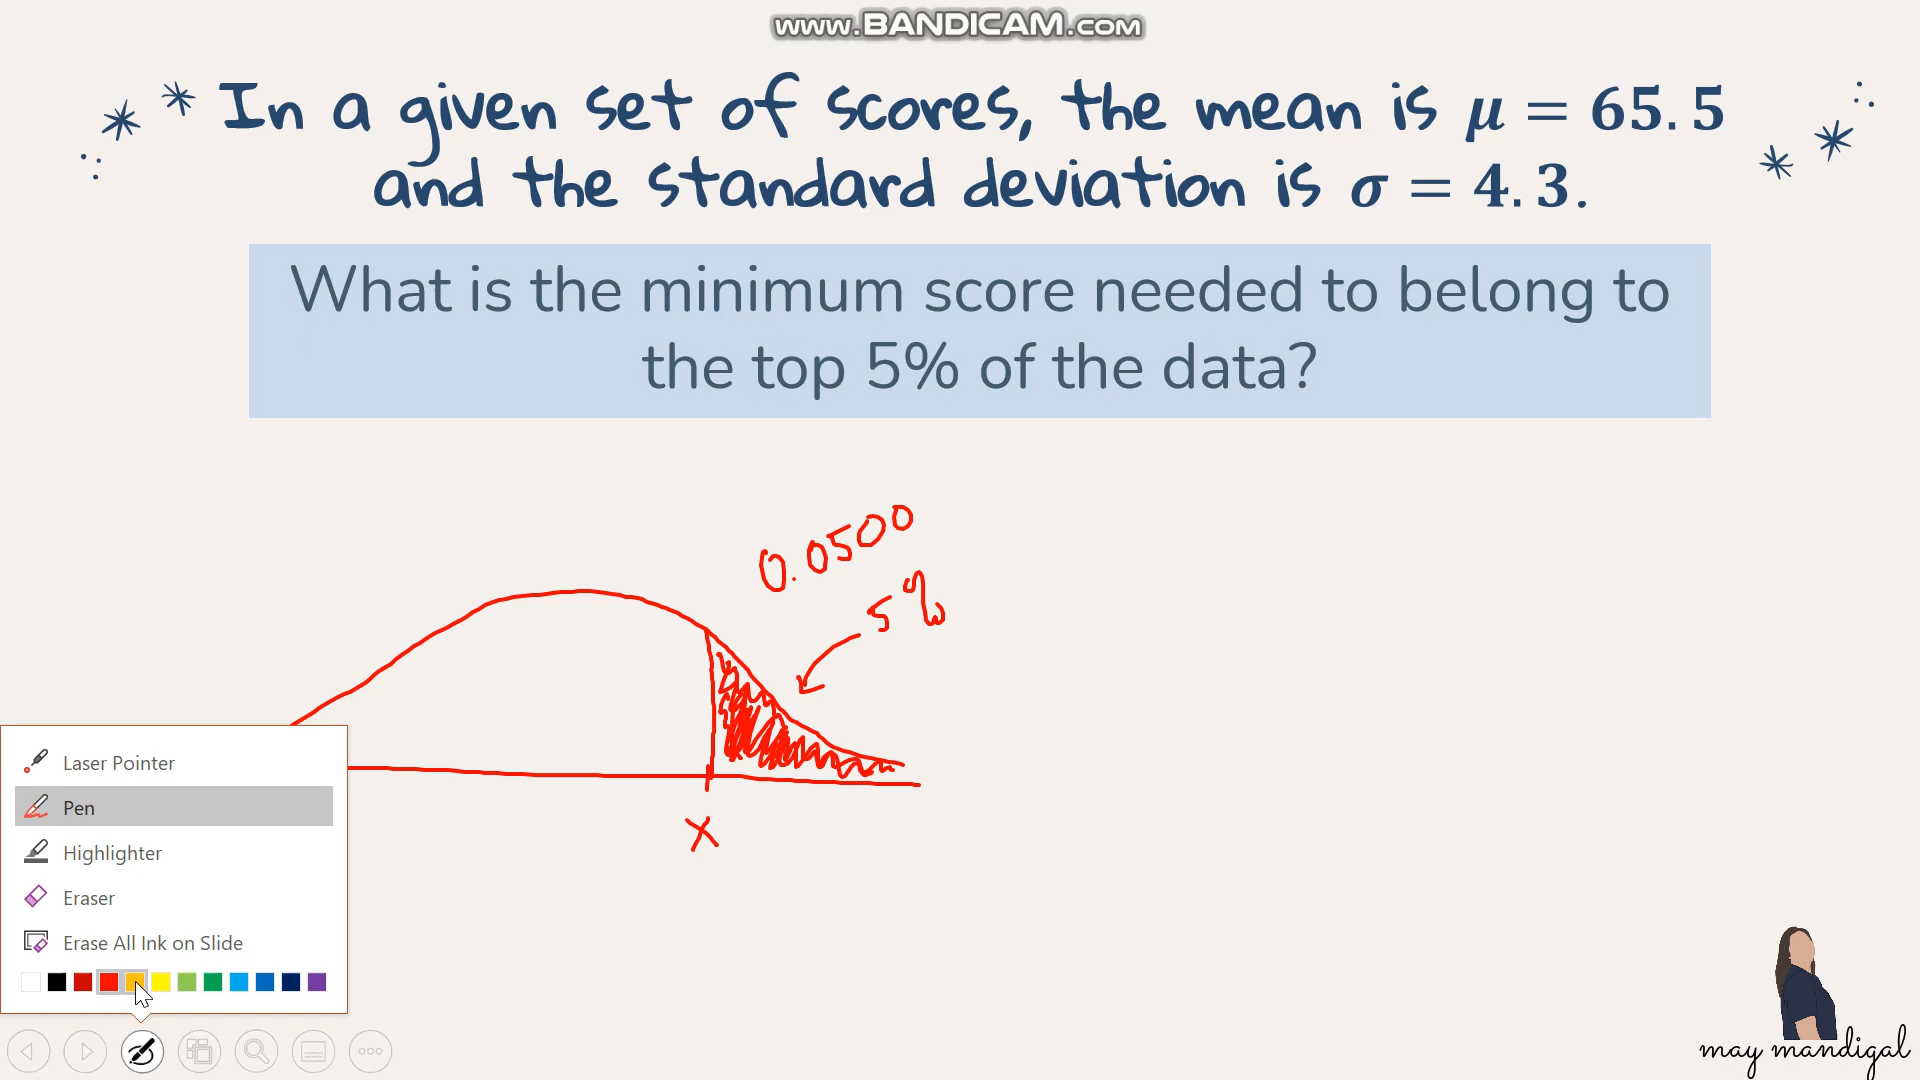 www.BANDICAM.com
In a given set of scores, the mean is μ = 65.5
and the standard deviation is σ = 4.3.
What is the minimum score needed to belong to
the top 5% of the data?
0.0500
5%
X
Laser Pointer
Pen
Highlighter
Eraser
Erase All Ink on Slide
may mandigal